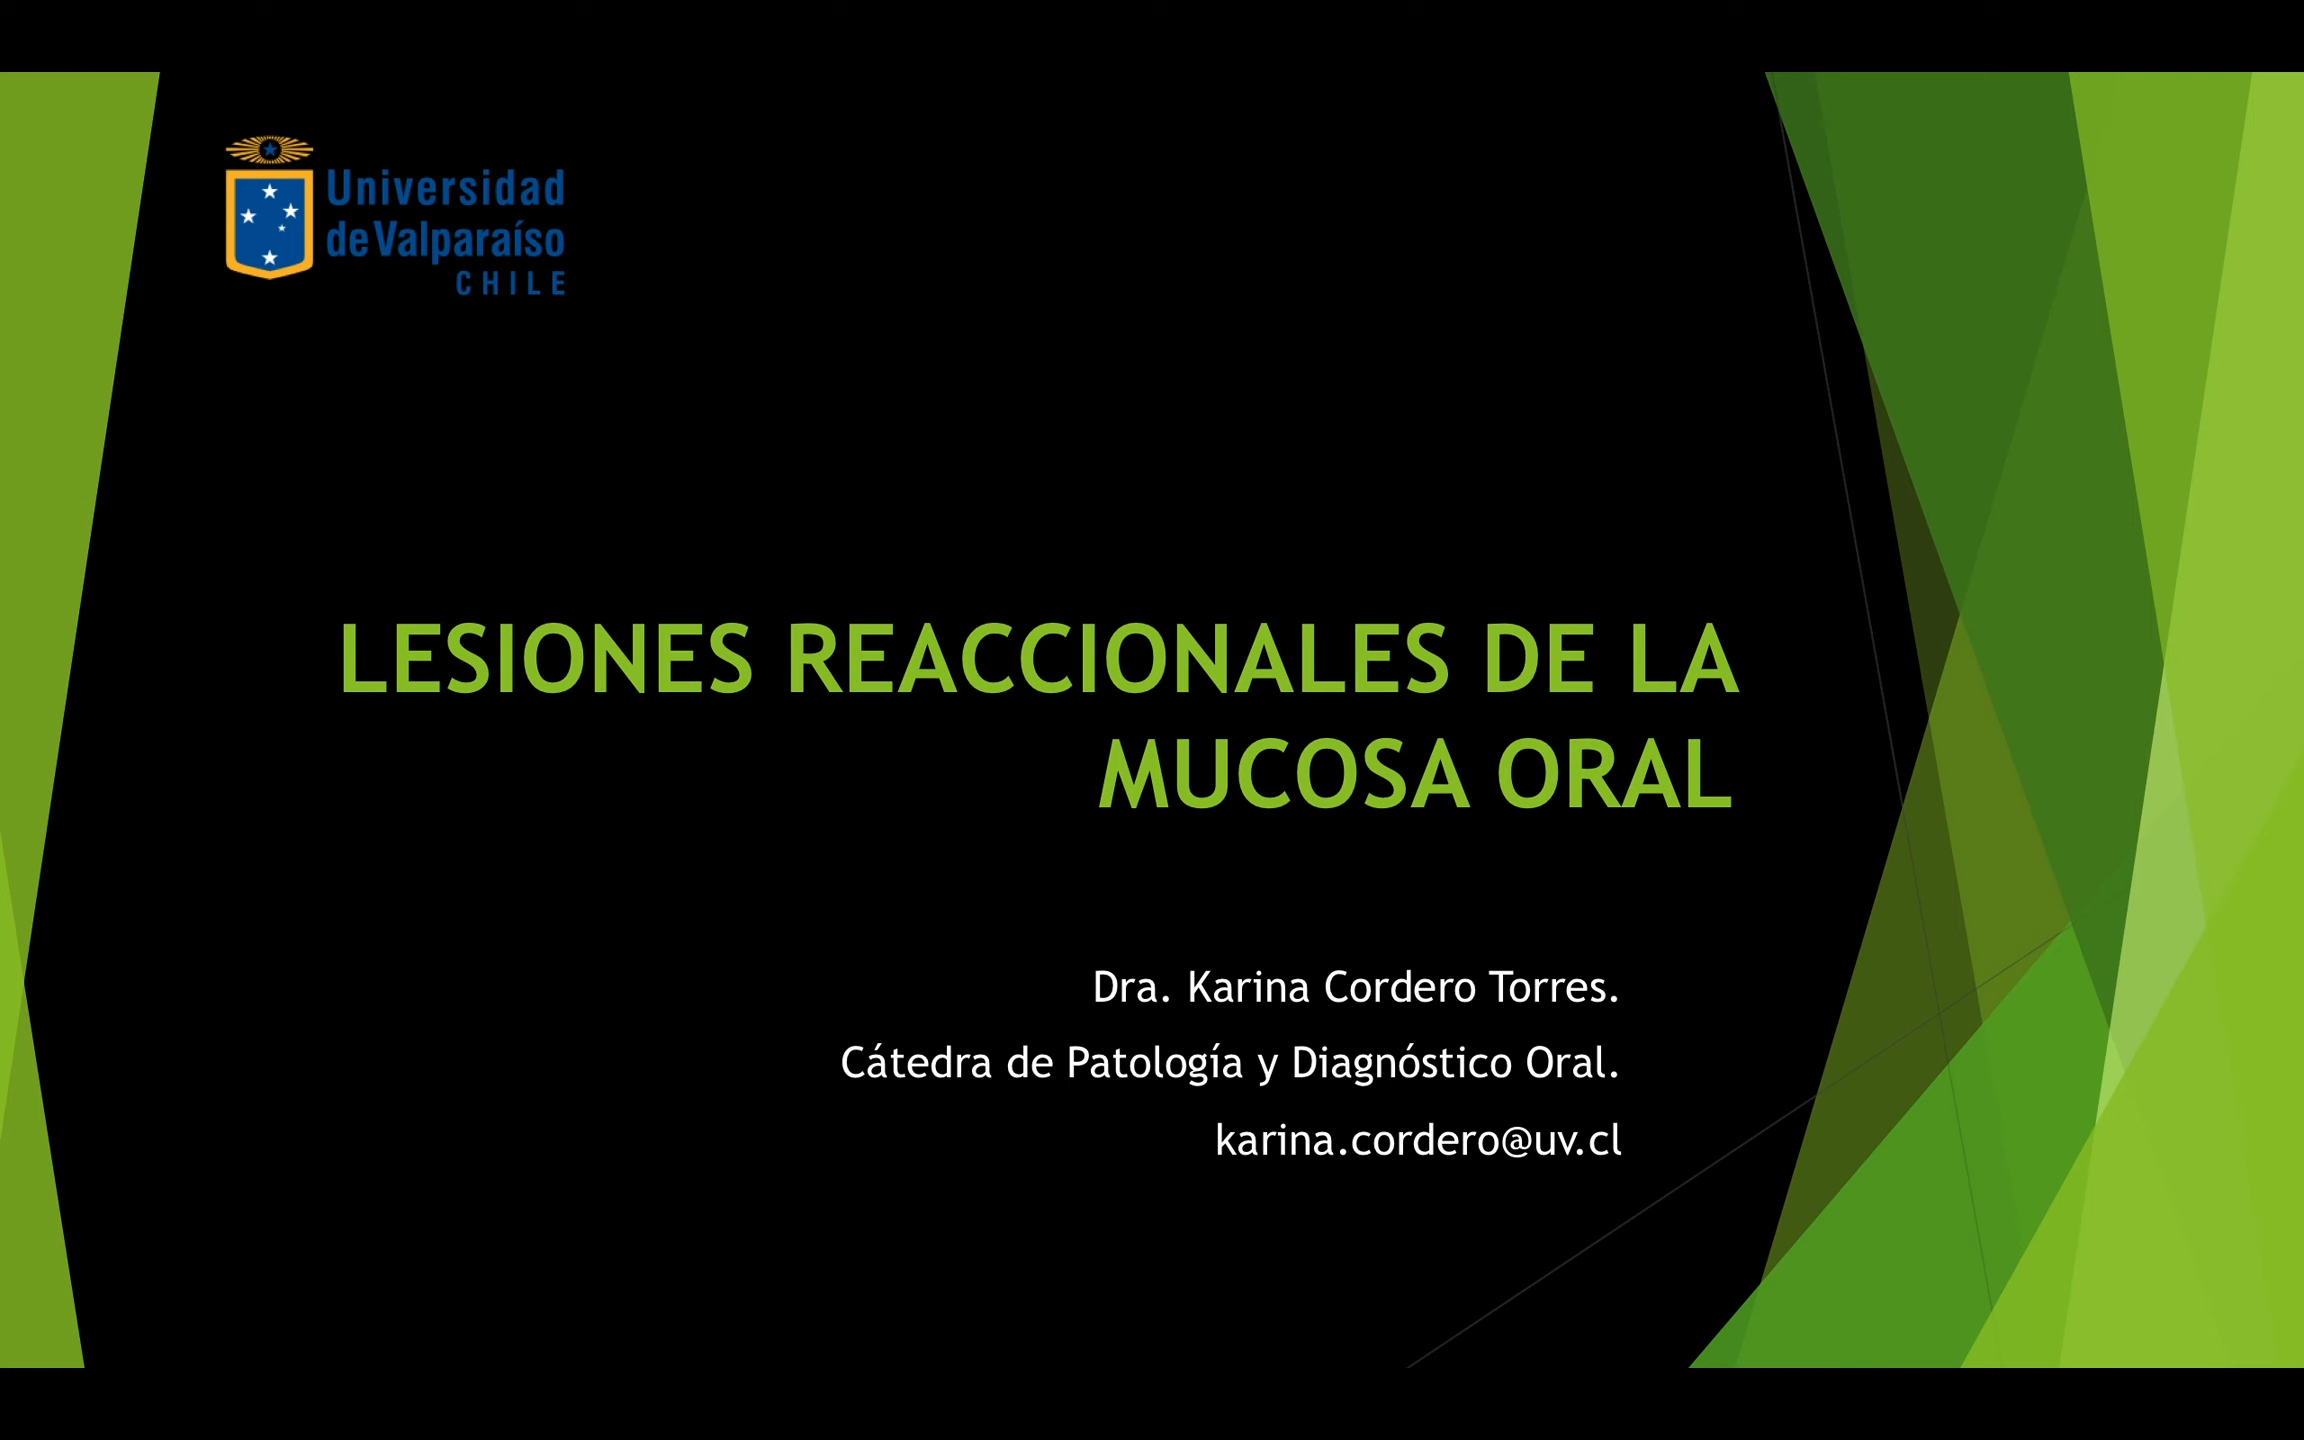 Universidad
de Valparaíso
CHILE
LESIONES REACCIONALES DE LA
MUCOSA ORAL
Dra. Karina Cordero Torres.
Cátedra de Patología y Diagnóstico Oral.
karina.cordero@uv.cl